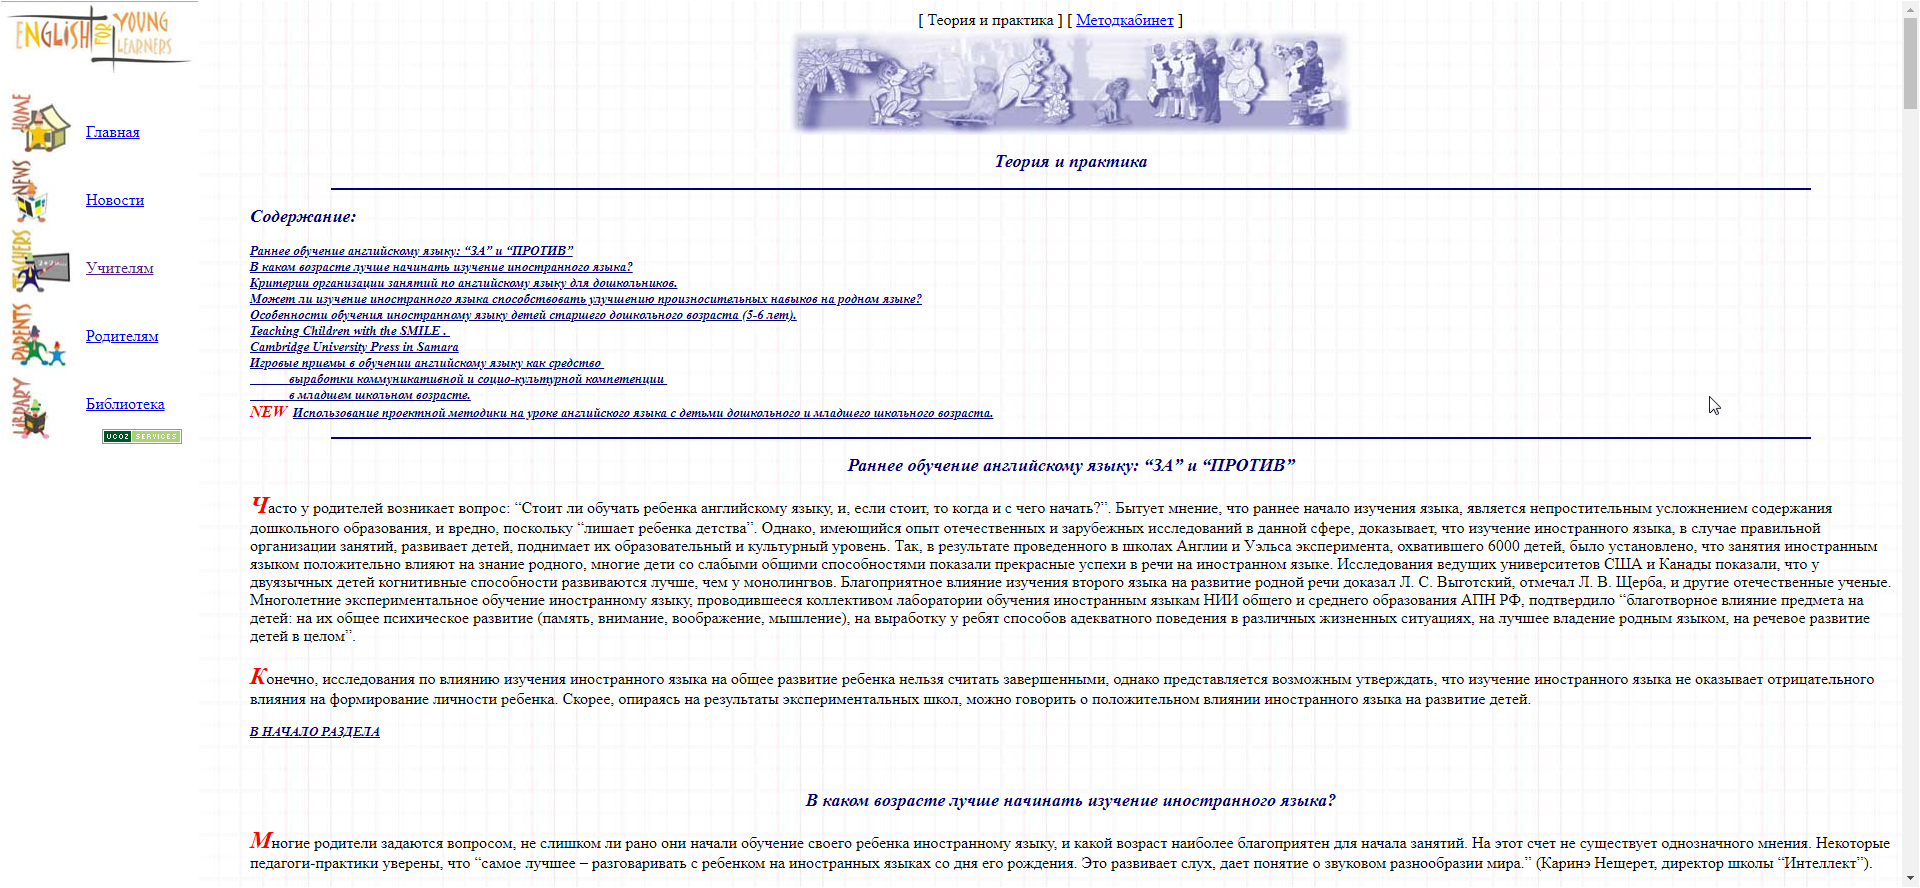 ENGLISH FOR YOUNG LEARNERS
HOME
Главная
NEWS
Новости
TEACHERS
Учителям
PARENTS
Родителям
LIBRARY
Библиотека
UCOZ SERVICES
[ Теория и практика ] [ Методкабинет ]
Теория и практика
Содержание:
Раннее обучение английскому языку: “ЗА” и “ПРОТИВ”
В каком возрасте лучше начинать изучение иностранного языка?
Критерии организации занятий по английскому языку для дошкольников.
Может ли изучение иностранного языка способствовать улучшению произносительных навыков на родном языке?
Особенности обучения иностранному языку детей старшего дошкольного возраста (5-6 лет).
Teaching Children with the SMILE .
Cambridge University Press in Samara
Игровые приемы в обучении английскому языку как средство
выработки коммуникативной и социо-культурной компетенции
в младшем школьном возрасте.
NEW Использование проектной методики на уроке английского языка с детьми дошкольного и младшего школьного возраста.
Раннее обучение английскому языку: “ЗА” и “ПРОТИВ”
Часто у родителей возникает вопрос: “Стоит ли обучать ребенка английскому языку, и, если стоит, то когда и с чего начать?”. Бытует мнение, что раннее начало изучения языка, является непростительным усложнением содержания
дошкольного образования, и вредно, поскольку “лишает ребенка детства”. Однако, имеющийся опыт отечественных и зарубежных исследований в данной сфере, доказывает, что изучение иностранного языка, в случае правильной
организации занятий, развивает детей, поднимает их образовательный и культурный уровень. Так, в результате проведенного в школах Англии и Уэльса эксперимента, охватившего 6000 детей, было установлено, что занятия иностранным
языком положительно влияют на знание родного, многие дети со слабыми общими способностями показали прекрасные успехи в речи на иностранном языке. Исследования ведущих университетов США и Канады показали, что у
двуязычных детей когнитивные способности развиваются лучше, чем у монолингвов. Благоприятное влияние изучения второго языка на развитие родной речи доказал Л. С. Выготский, отмечал Л. В. Щерба, и другие отечественные ученые.
Многолетние экспериментальное обучение иностранному языку, проводившееся коллективом лаборатории обучения иностранным языкам НИИ общего и среднего образования АПН РФ, подтвердило “благотворное влияние предмета на
детей: на их общее психическое развитие (память, внимание, воображение, мышление), на выработку у ребят способов адекватного поведения в различных жизненных ситуациях, на лучшее владение родным языком, на речевое развитие
детей в целом”.
Конечно, исследования по влиянию изучения иностранного языка на общее развитие ребенка нельзя считать завершенными, однако представляется возможным утверждать, что изучение иностранного языка не оказывает отрицательного
влияния на формирование личности ребенка. Скорее, опираясь на результаты экспериментальных школ, можно говорить о положительном влиянии иностранного языка на развитие детей.
В НАЧАЛО РАЗДЕЛА
В каком возрасте лучше начинать изучение иностранного языка?
Многие родители задаются вопросом, не слишком ли рано они начали обучение своего ребенка иностранному языку, и какой возраст наиболее благоприятен для начала занятий. На этот счет не существует однозначного мнения. Некоторые
педагоги-практики уверены, что “самое лучшее – разговаривать с ребенком на иностранных языках со дня его рождения. Это развивает слух, дает понятие о звуковом разнообразии мира.” (Каринэ Нещерет, директор школы “Интеллект”).